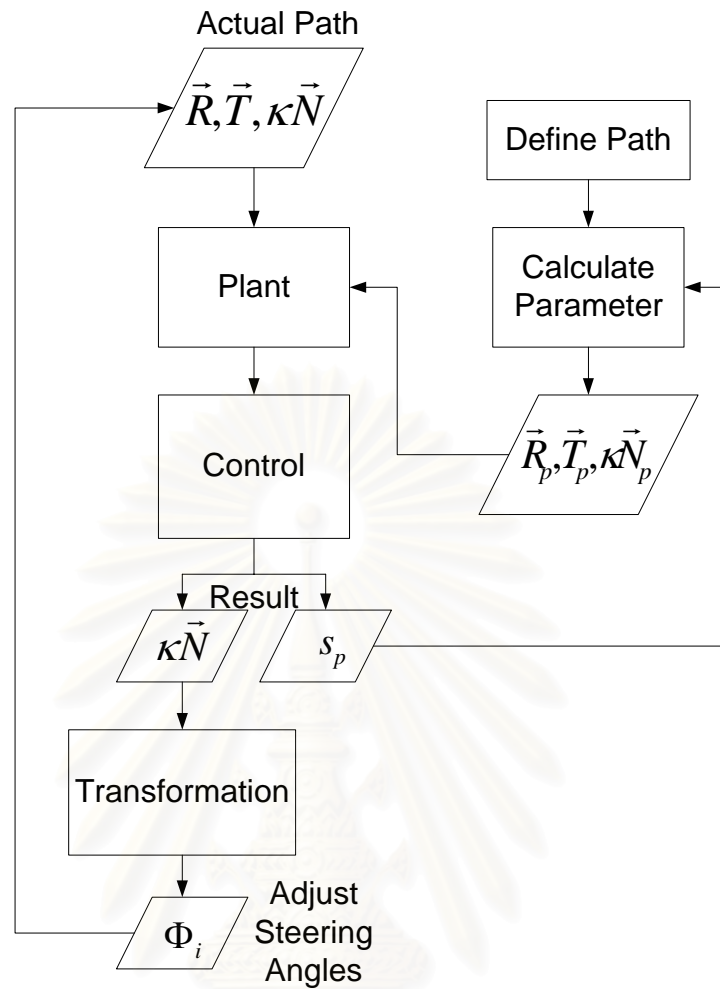 Actual Path
R⃗, T⃗, κN⃗
Define Path
Plant
Calculate
Parameter
R⃗ₚ, T⃗ₚ, κN⃗ₚ
Control
Result
κN⃗
sₚ
Transformation
Φᵢ
Adjust
Steering
Angles